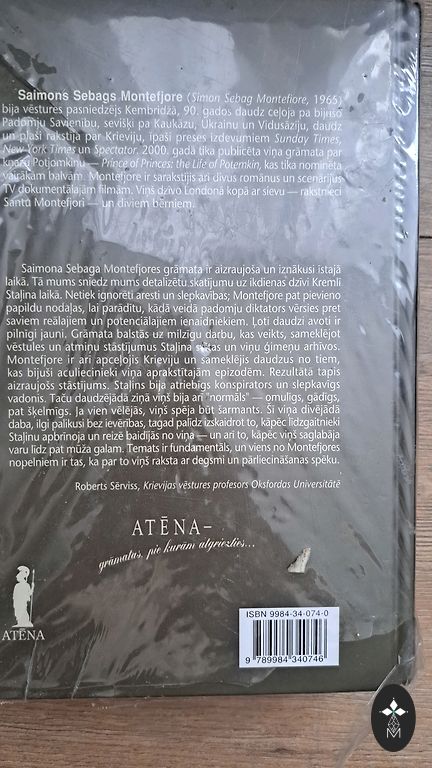 Saimons Sebags Montefjore (Simon Sebag Montefiore, 1965)
bija vēstures pasniedzējs Kembridžā, 90. gados daudz ceļoja pa bijušo
Padomju Savienību, sevišķi pa Kaukāzu, Ukrainu un Vidusāziju, daudz
un plaši rakstīja par Krieviju, īpaši preses izdevumiem Sunday Times,
New York Times un Spectator. 2000. gadā tika publicēta viņa grāmata par
kņazu Potjomkinu — Prince of Princes: the Life of Potemkin, kas tika nominēta
vairākām balvām. Montefjore ir sarakstījis arī divus romānus un scenārijus
TV dokumentālajām filmām. Viņš dzīvo Londonā kopā ar sievu — rakstnieci
Santu Montefjori — un diviem bērniem.
Saimona Sebaga Montefjores grāmata ir aizraujoša un iznākusi īstajā
laikā. Tā mums sniedz mums detalizētu skatījumu uz ikdienas dzīvi Kremlī
Staļina laikā. Netiek ignorēti aresti un slepkavības; Montefjore pat pievieno
papildu nodaļas, lai parādītu, kādā veidā padomju diktators vērsies pret
saviem reālajiem un potenciālajiem ienaidniekiem. Ļoti daudzi avoti ir
pilnīgi jauni. Grāmata balstās uz milzīgu darbu, kas veikts, sameklējot
vēstules un atmiņu stāstījumus Staļina svītas un viņu ģimeņu arhīvos.
Montefjore ir arī apceļojis Krieviju un sameklējis daudzus no tiem,
kas bijuši aculiecinieki viņa aprakstītajām epizodēm. Rezultātā tapis
aizraujošs stāstījums. Staļins bija atriebīgs konspirators un slepkavīgs
vadonis. Taču daudzējādā ziņā viņš bija arī "normāls" — omulīgs, gādīgs,
pat šķelmīgs. Ja vien vēlējās, viņš spēja būt šarmants. Šī viņa divējādā
daba, ilgi palikusi bez ievērības, tagad palīdz izskaidrot to, kāpēc līdzgaitnieki
Staļinu apbrīnoja un reizē baidījās no viņa — un arī to, kāpēc viņš saglabāja
varu līdz pat mūža galam. Temats ir fundamentāls, un viens no Montefjores
nopelniem ir tas, ka par to viņš raksta ar degsmi un pārliecināšanas spēku.
Roberts Sērviss, Krievijas vēstures profesors Oksfordas Universitātē
ATĒNA–
grāmatas, pie kurām atgriezties...
ATĒNA
ISBN 9984-34-074-0
9 789984 340746
M